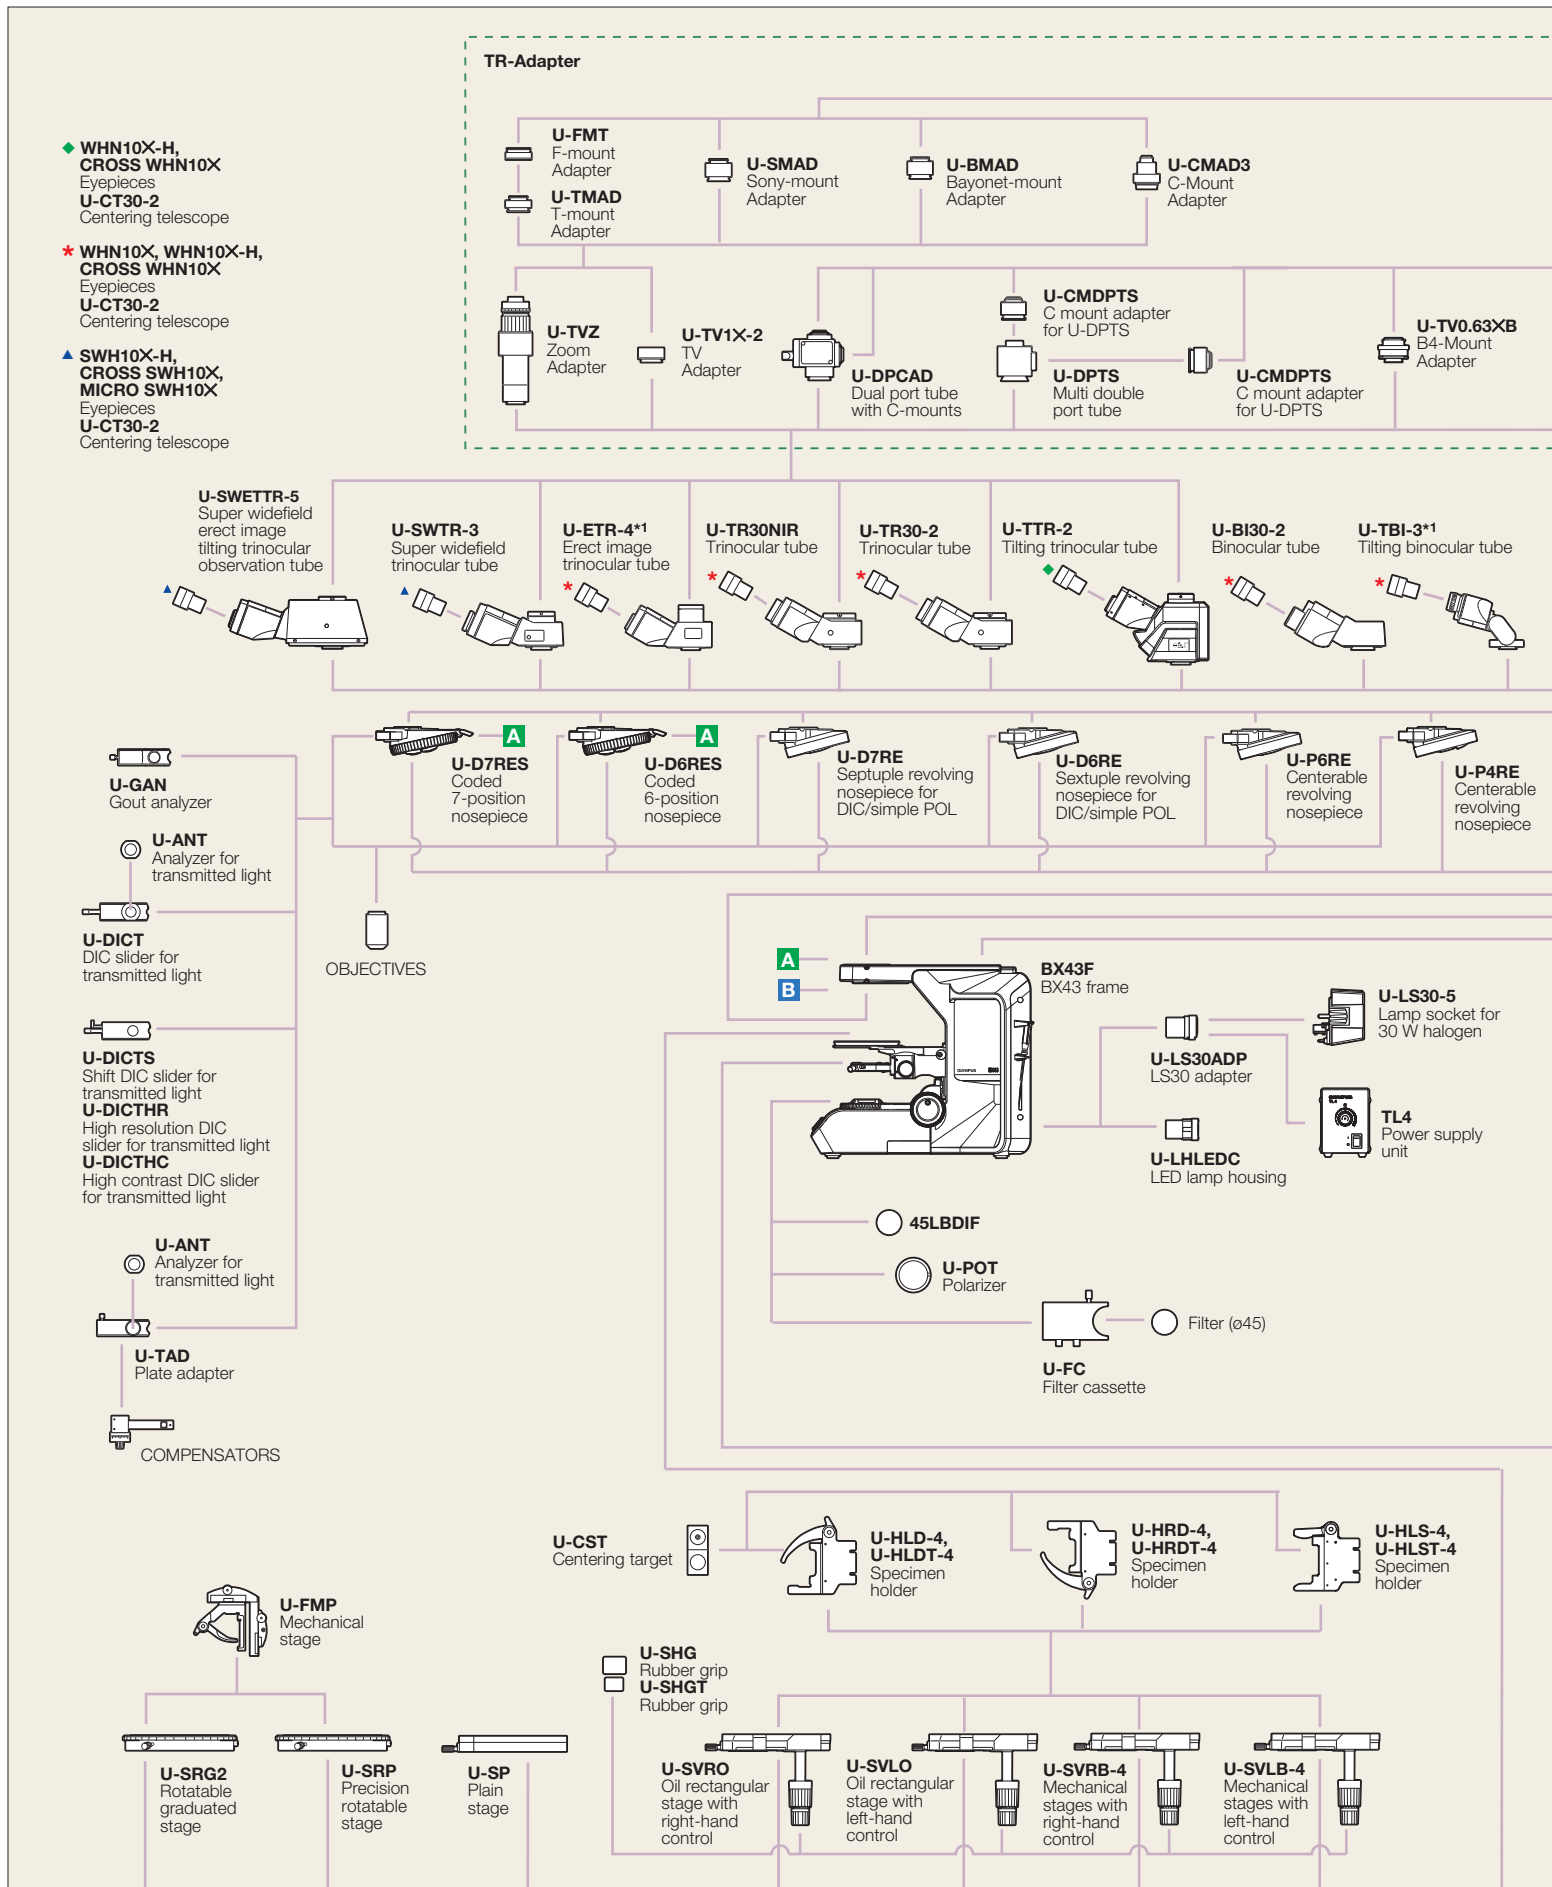 TR-Adapter
◆ WHN10X-H,
CROSS WHN10X
Eyepieces
U-CT30-2
Centering telescope
* WHN10X, WHN10X-H,
CROSS WHN10X
Eyepieces
U-CT30-2
Centering telescope
▲ SWH10X-H,
CROSS SWH10X,
MICRO SWH10X
Eyepieces
U-CT30-2
Centering telescope
U-FMT
F-mount
Adapter
U-TMAD
T-mount
Adapter
U-SMAD
Sony-mount
Adapter
U-BMAD
Bayonet-mount
Adapter
U-CMAD3
C-Mount
Adapter
U-TVZ
Zoom
Adapter
U-TV1X-2
TV
Adapter
U-DPCAD
Dual port tube
with C-mounts
U-CMDPTS
C mount adapter
for U-DPTS
U-DPTS
Multi double
port tube
U-CMDPTS
C mount adapter
for U-DPTS
U-TV0.63XB
B4-Mount
Adapter
U-SWETTR-5
Super widefield
erect image
tilting trinocular
observation tube
▲
U-SWTR-3
Super widefield
trinocular tube
▲
U-ETR-4*1
Erect image
trinocular tube
*
U-TR30NIR
Trinocular tube
*
U-TR30-2
Trinocular tube
*
U-TTR-2
Tilting trinocular tube
◆
U-BI30-2
Binocular tube
*
U-TBI-3*1
Tilting binocular tube
*
A
U-D7RES
Coded
7-position
nosepiece
A
U-D6RES
Coded
6-position
nosepiece
U-D7RE
Septuple revolving
nosepiece for
DIC/simple POL
U-D6RE
Sextuple revolving
nosepiece for
DIC/simple POL
U-P6RE
Centerable
revolving
nosepiece
U-P4RE
Centerable
revolving
nosepiece
U-GAN
Gout analyzer
U-ANT
Analyzer for
transmitted light
U-DICT
DIC slider for
transmitted light
U-DICTS
Shift DIC slider for
transmitted light
U-DICTHR
High resolution DIC
slider for transmitted light
U-DICTHC
High contrast DIC slider
for transmitted light
U-ANT
Analyzer for
transmitted light
U-TAD
Plate adapter
COMPENSATORS
OBJECTIVES
A
B
BX43F
BX43 frame
OLYMPUS
U-LS30-5
Lamp socket for
30 W halogen
U-LS30ADP
LS30 adapter
TL4
Power supply
unit
U-LHLEDC
LED lamp housing
45LBDIF
U-POT
Polarizer
Filter (ø45)
U-FC
Filter cassette
U-CST
Centering target
U-HLD-4,
U-HLDT-4
Specimen
holder
U-HRD-4,
U-HRDT-4
Specimen
holder
U-HLS-4,
U-HLST-4
Specimen
holder
U-FMP
Mechanical
stage
U-SHG
Rubber grip
U-SHGT
Rubber grip
U-SRG2
Rotatable
graduated
stage
U-SRP
Precision
rotatable
stage
U-SP
Plain
stage
U-SVRO
Oil rectangular
stage with
right-hand
control
U-SVLO
Oil rectangular
stage with
left-hand
control
U-SVRB-4
Mechanical
stages with
right-hand
control
U-SVLB-4
Mechanical
stages with
left-hand
control